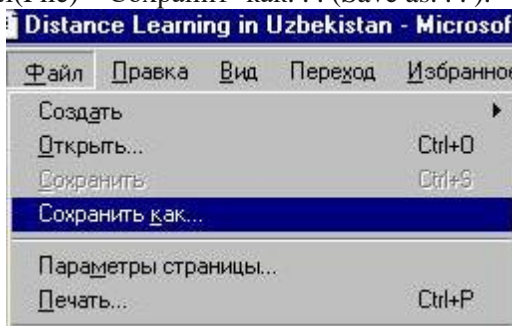 Distance Learning in Uzbekistan - Microsof
Файл Правка Вид Переход Избранное
Создать
Открыть... Ctrl+O
Сохранить Ctrl+S
Сохранить как...
Параметры страницы...
Печать... Ctrl+P